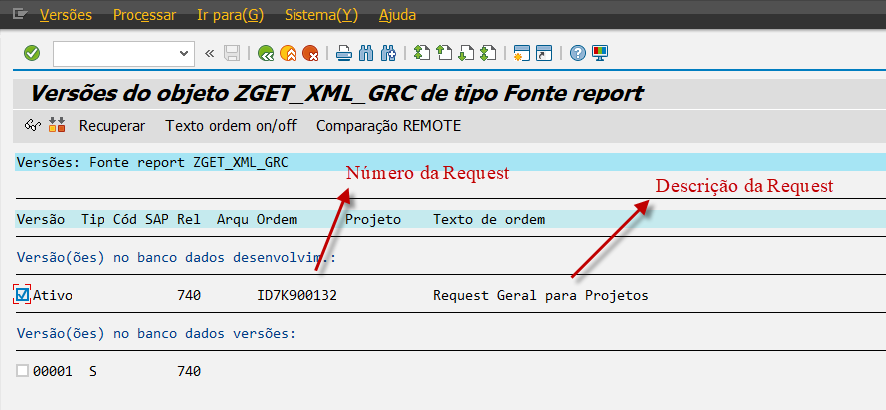 Versões Processar Ir para(G) Sistema(Y) Ajuda
Versões do objeto ZGET_XML_GRC de tipo Fonte report
Recuperar Texto ordem on/off Comparação REMOTE
Versões: Fonte report ZGET_XML_GRC
Número da Request
Descrição da Request
Versão Tip Cód SAP Rel Arqu Ordem Projeto Texto de ordem
Versão(ões) no banco dados desenvolvim.:
Ativo 740 ID7K900132 Request Geral para Projetos
Versão(ões) no banco dados versões:
00001 S 740